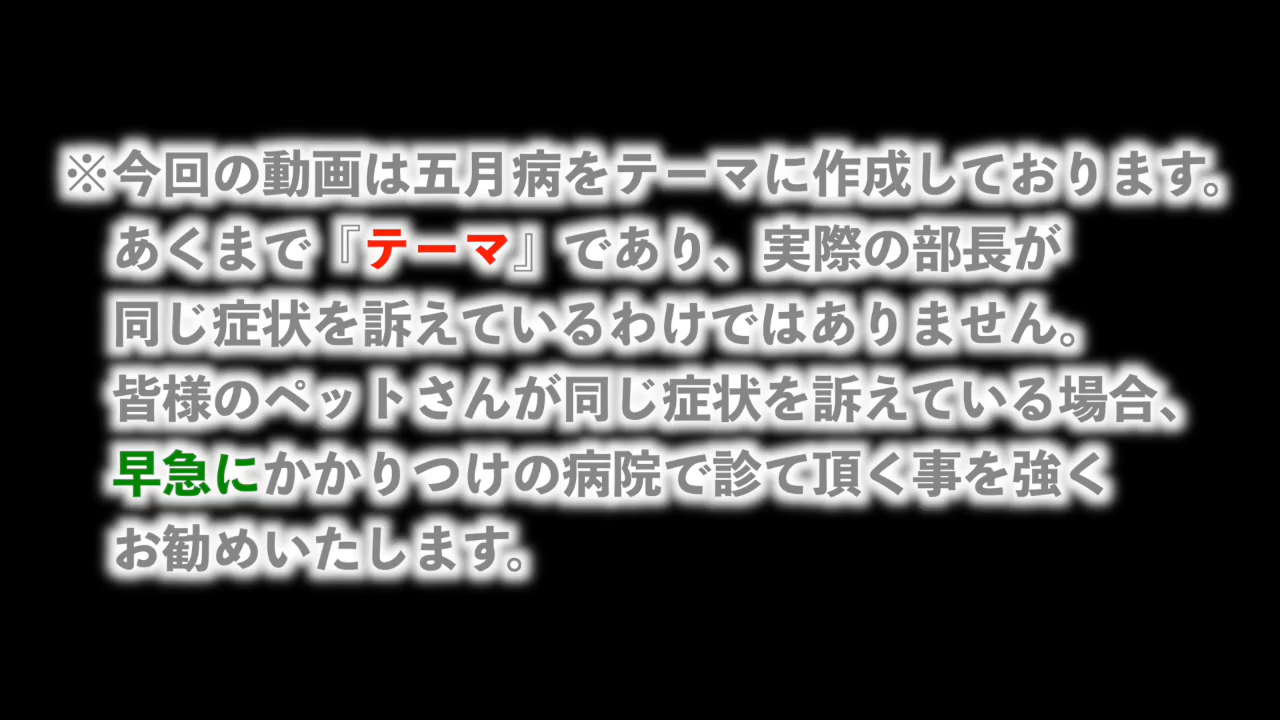 ※今回の動画は五月病をテーマに作成しております。
あくまで『テーマ』であり、実際の部長が
同じ症状を訴えているわけではありません。
皆様のペットさんが同じ症状を訴えている場合、
早急にかかりつけの病院で診て頂く事を強く
お勧めいたします。